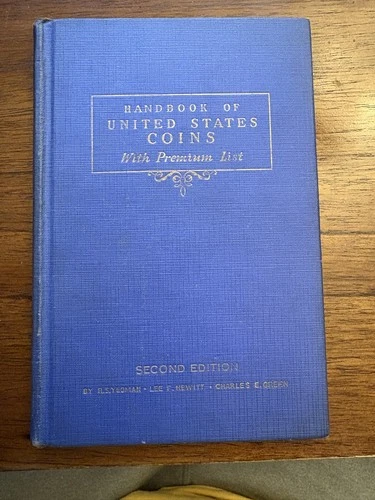 HANDBOOK OF
UNITED STATES
COINS
With Premium List
SECOND EDITION
BY R.S. YEOMAN • LEE F. HEWITT • CHARLES E. GREEN